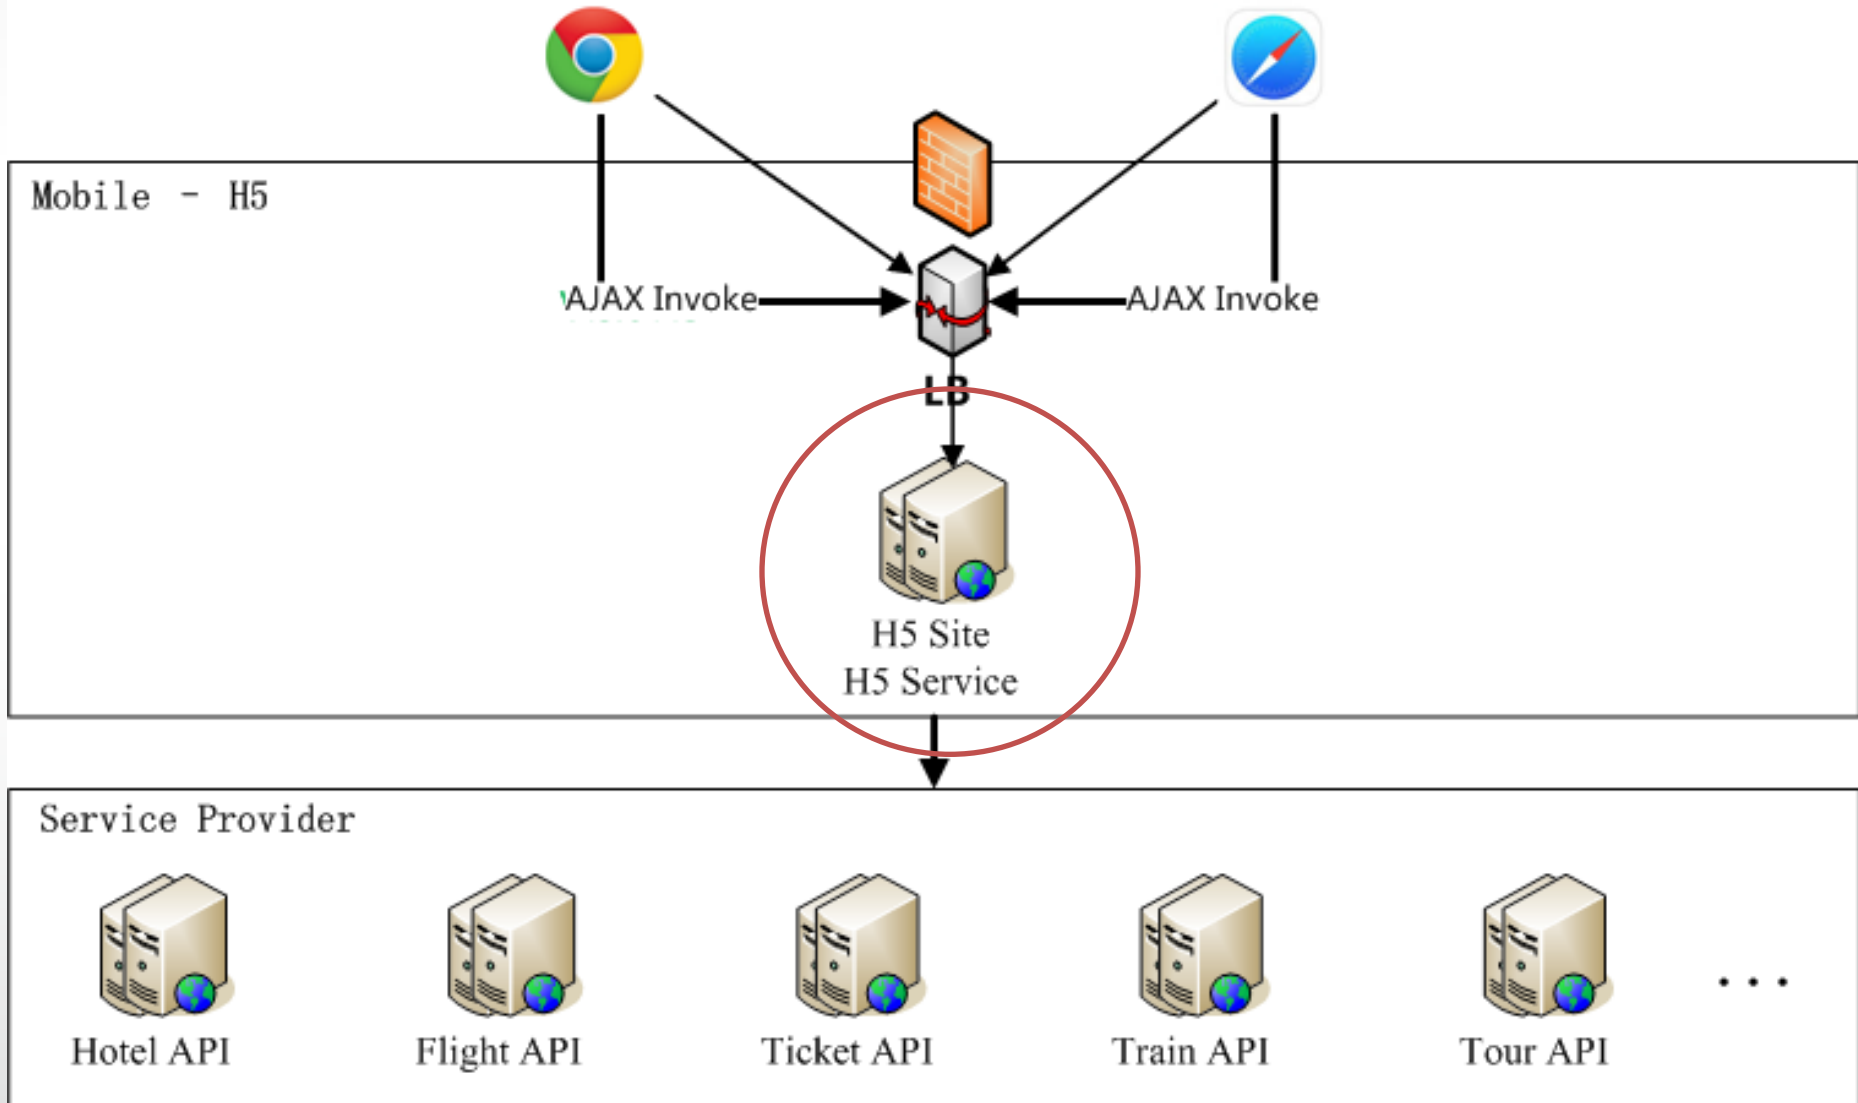 Mobile - H5
AJAX Invoke
AJAX Invoke
LB
H5 Site
H5 Service
Service Provider
Hotel API
Flight API
Ticket API
Train API
Tour API
...